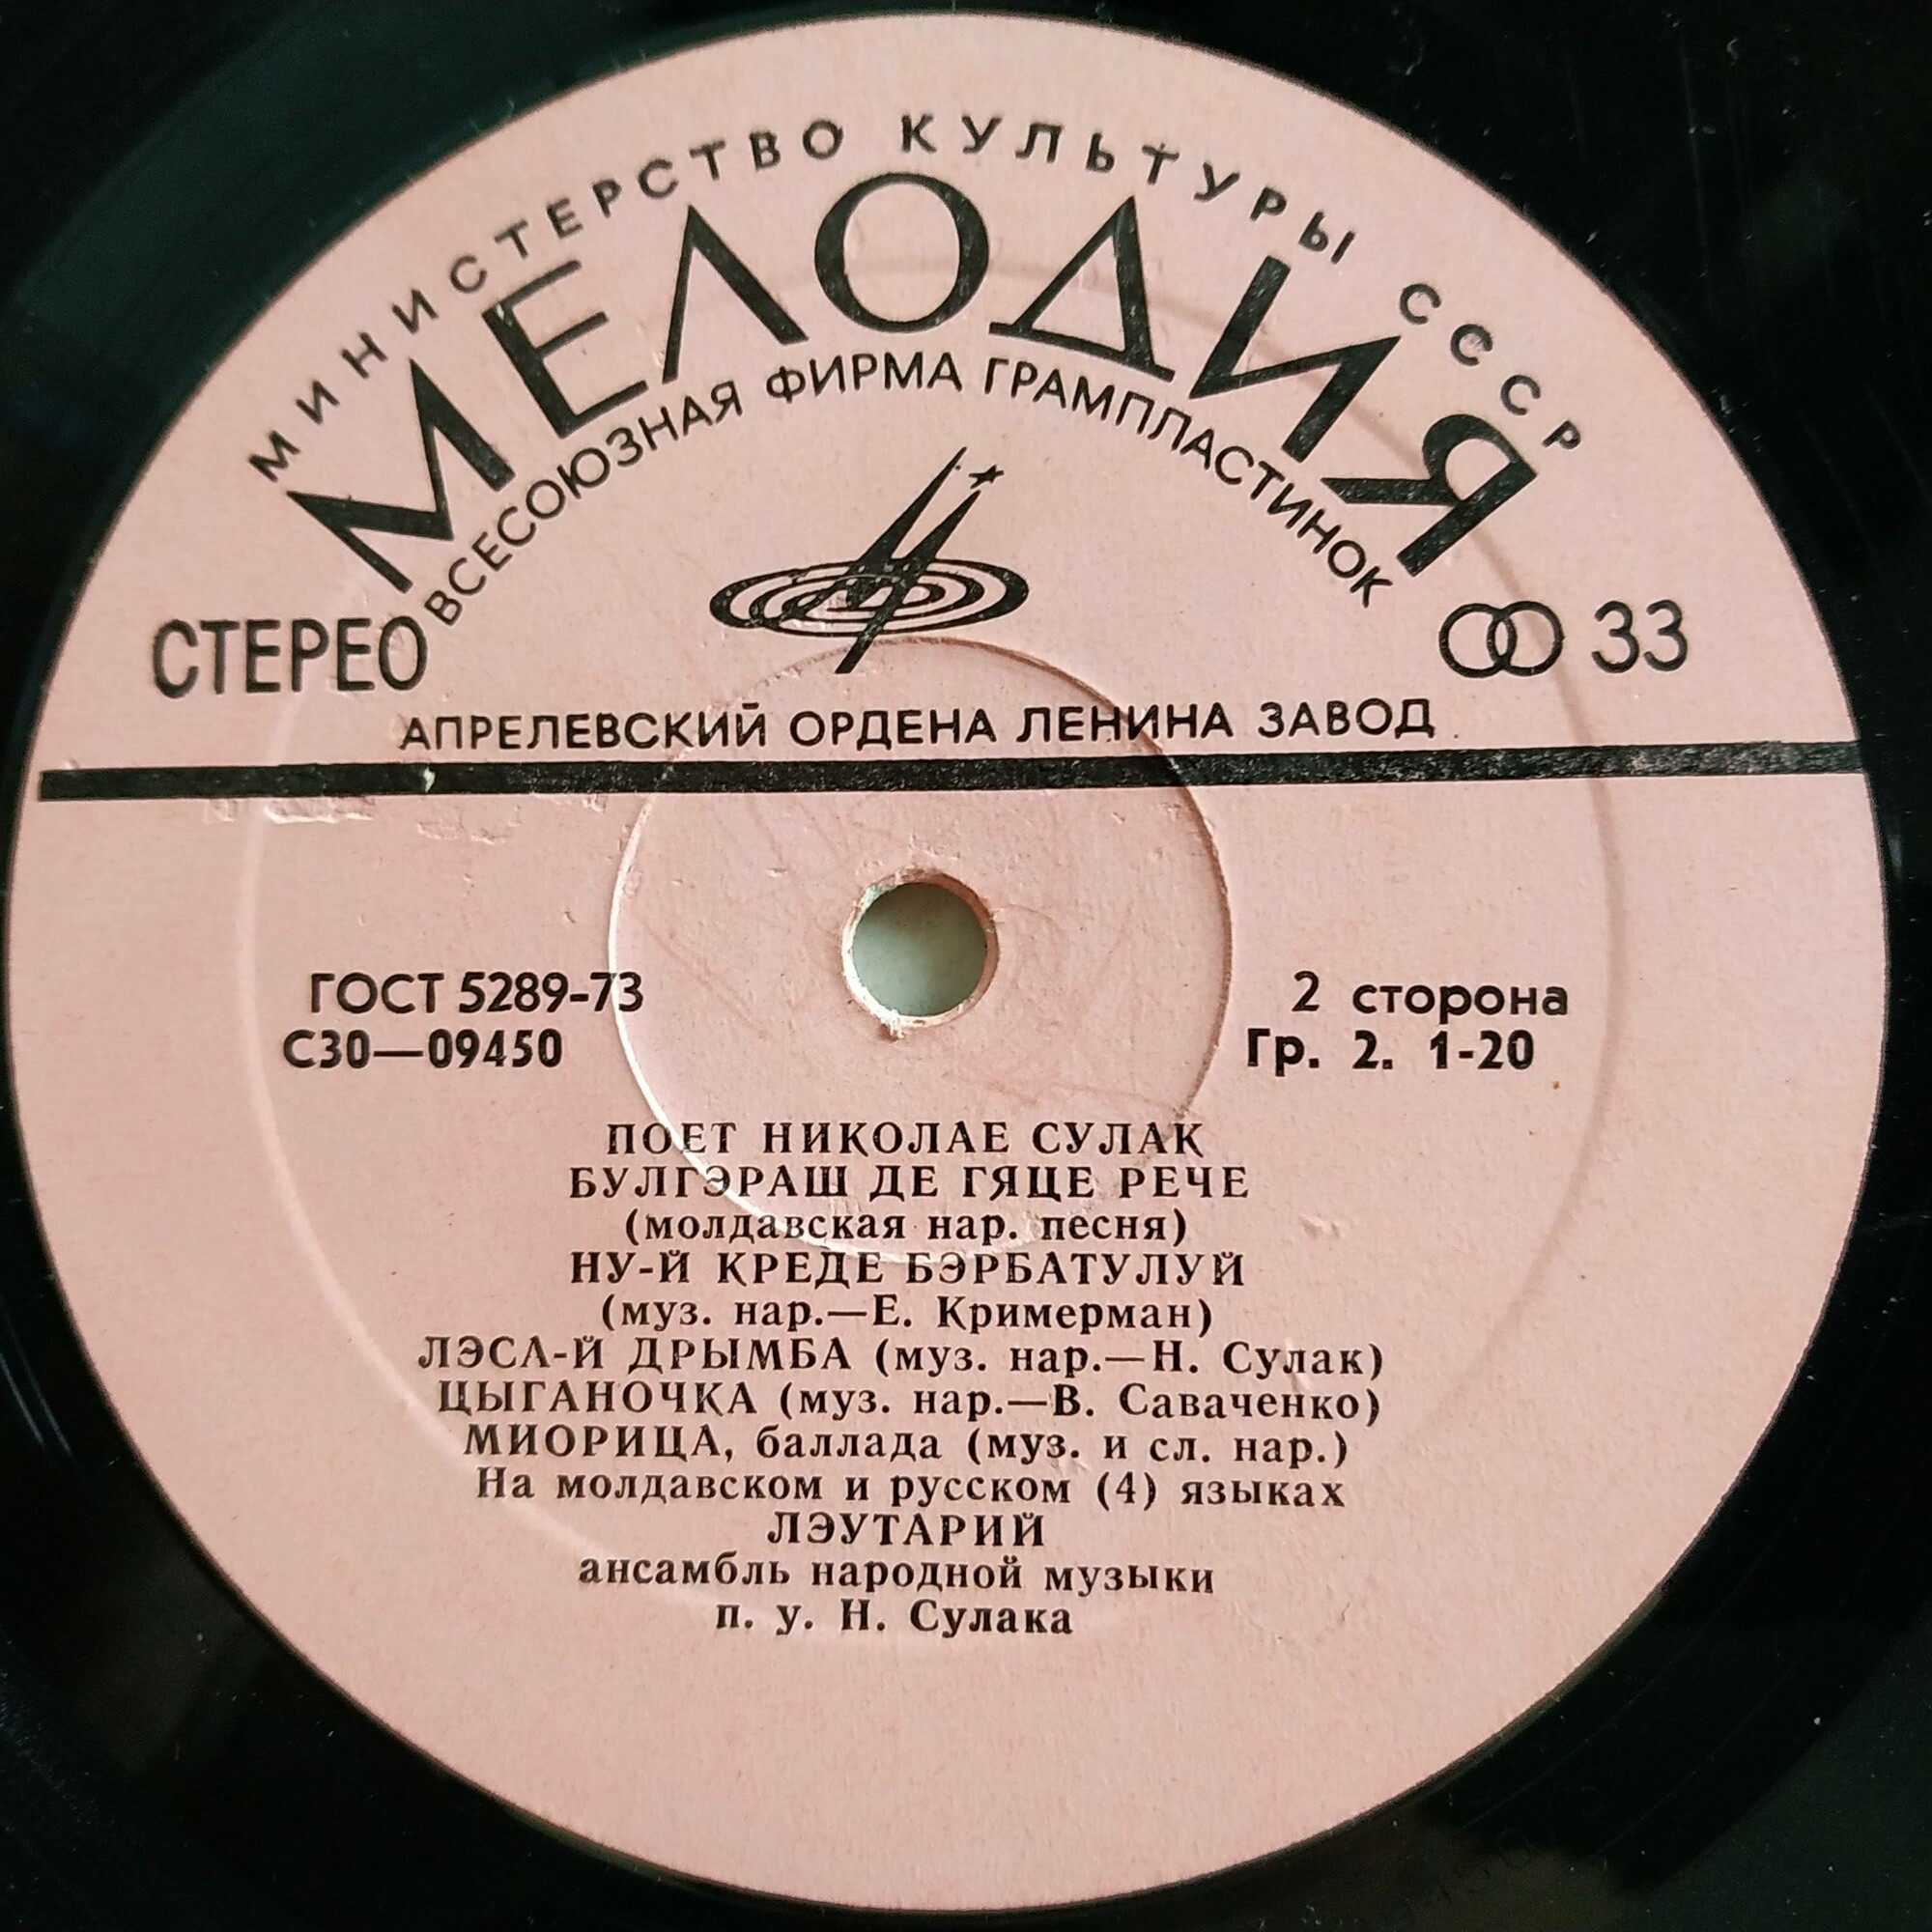 МИНИСТЕРСТВО КУЛЬТУРЫ СССР
МЕЛОДИЯ
ВСЕСОЮЗНАЯ ФИРМА ГРАМПЛАСТИНОК
СТЕРЕО
33
АПРЕЛЕВСКИЙ ОРДЕНА ЛЕНИНА ЗАВОД
ГОСТ 5289-73
2 сторона
С30—09450
Гр. 2. 1-20
ПОЕТ НИКОЛАЕ СУЛАК
БУЛГЭРАШ ДЕ ГЯЦЕ РЕЧЕ
(молдавская нар. песня)
НУ-Й КРЕДЕ БЭРБАТУЛУЙ
(муз. нар.—Е. Кримерман)
ЛЭСА-Й ДРЫМБА (муз. нар.—Н. Сулак)
ЦЫГАНОЧКА (муз. нар.—В. Саваченко)
МИОРИЦА, баллада (муз. и сл. нар.)
На молдавском и русском (4) языках
ЛЭУТАРИЙ
ансамбль народной музыки
п. у. Н. Сулака